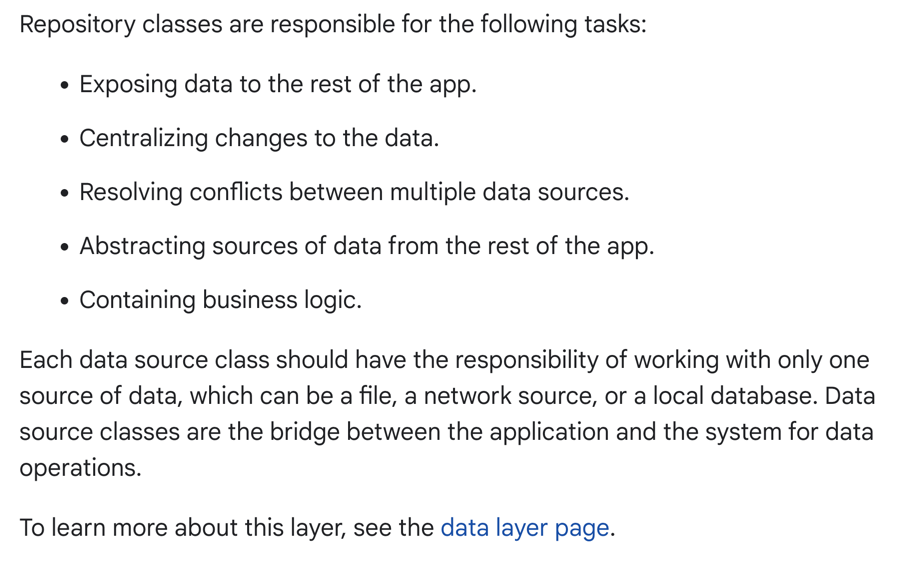 Repository classes are responsible for the following tasks:
• Exposing data to the rest of the app.
• Centralizing changes to the data.
• Resolving conflicts between multiple data sources.
• Abstracting sources of data from the rest of the app.
• Containing business logic.
Each data source class should have the responsibility of working with only one
source of data, which can be a file, a network source, or a local database. Data
source classes are the bridge between the application and the system for data
operations.
To learn more about this layer, see the data layer page.